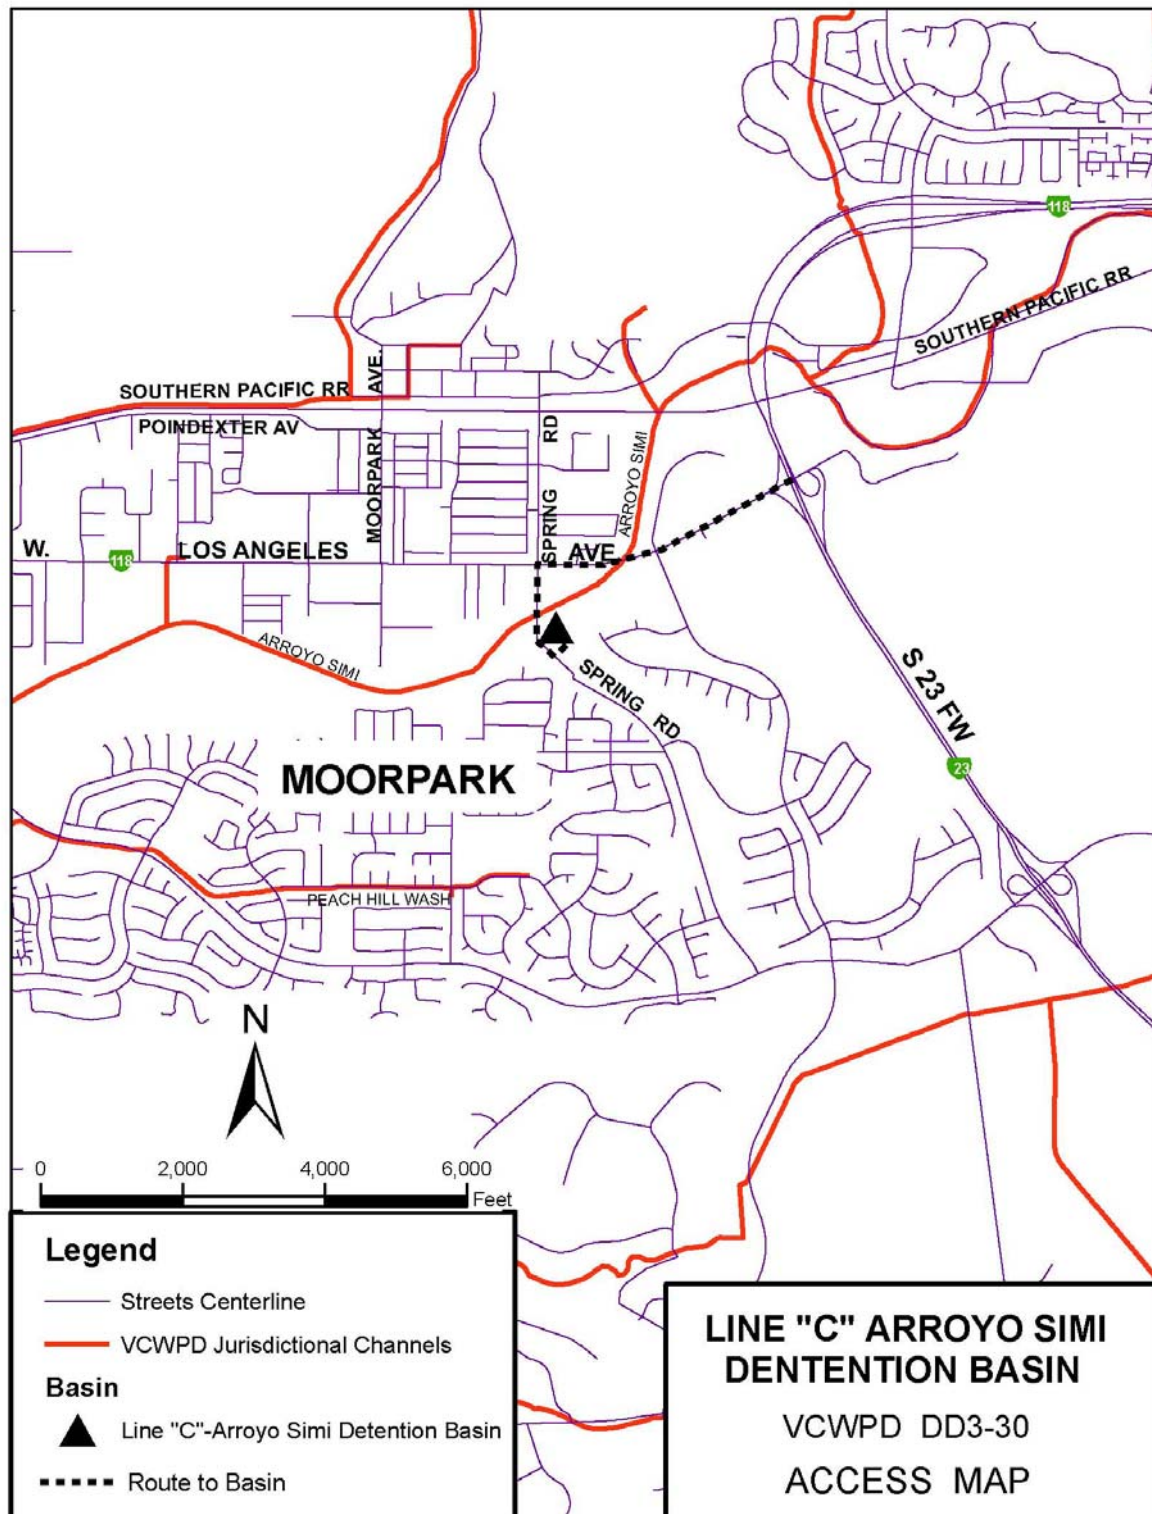 118
SOUTHERN PACIFIC RR
SOUTHERN PACIFIC RR
MOORPARK AVE.
POINDEXTER AV
SPRING RD
ARROYO SIMI
W. 118 LOS ANGELES AVE.
ARROYO SIMI
SPRING RD
S 23 FW
23
MOORPARK
PEACH HILL WASH
N
0 2,000 4,000 6,000
Feet
Legend
Streets Centerline
VCWPD Jurisdictional Channels
Basin
Line "C"-Arroyo Simi Detention Basin
Route to Basin
LINE "C" ARROYO SIMI
DENTENTION BASIN
VCWPD DD3-30
ACCESS MAP